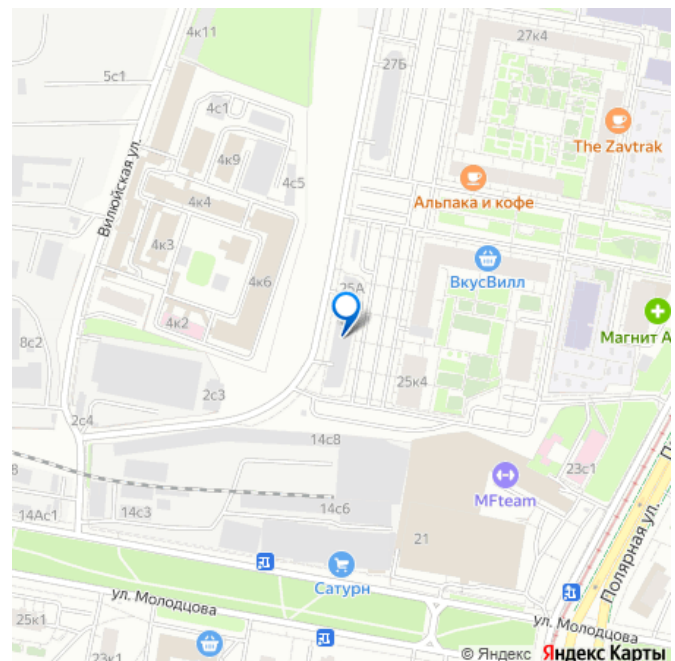 4к11
27к4
5с1
27Б
4с1
The Zavtrak
4к9
4с5
Альпака и кофе
4к4
Вилюйская ул.
4к3
ВкусВилл
4к6
25А
4к2
Магнит А
8с2
25к4
2с3
2с4
14с8
23с1
MFteam
14Ас1
14с3
14с6
21
Полярная ул.
Сатурн
ул. Молодцова
ул. Молодцова
25к1
23к1
© Яндекс Яндекс Карты